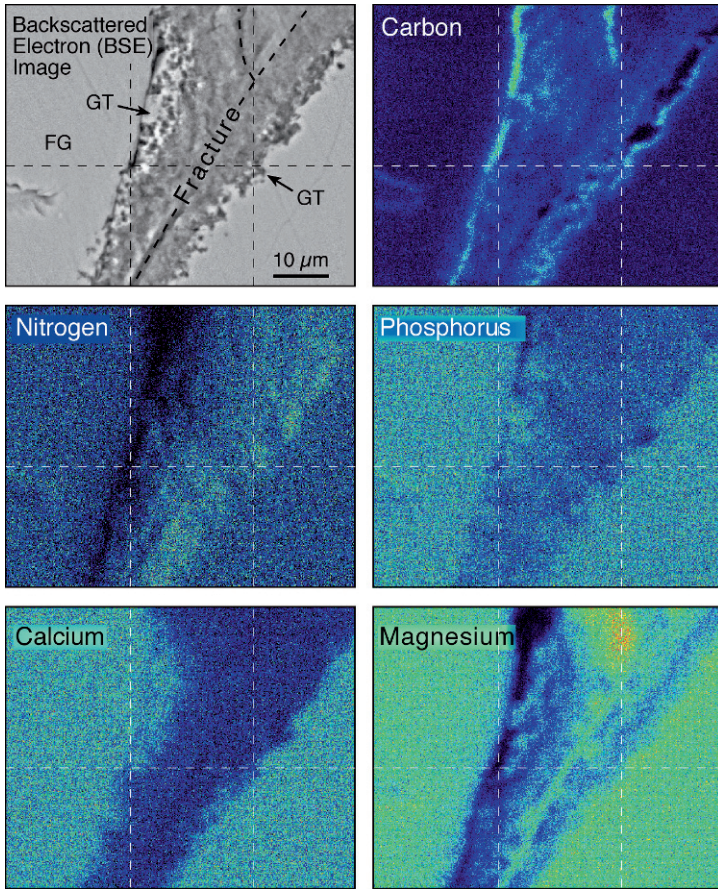 Backscattered
Electron (BSE)
Image
GT
FG
Fracture
GT
10 µm
Carbon
Nitrogen
Phosphorus
Calcium
Magnesium